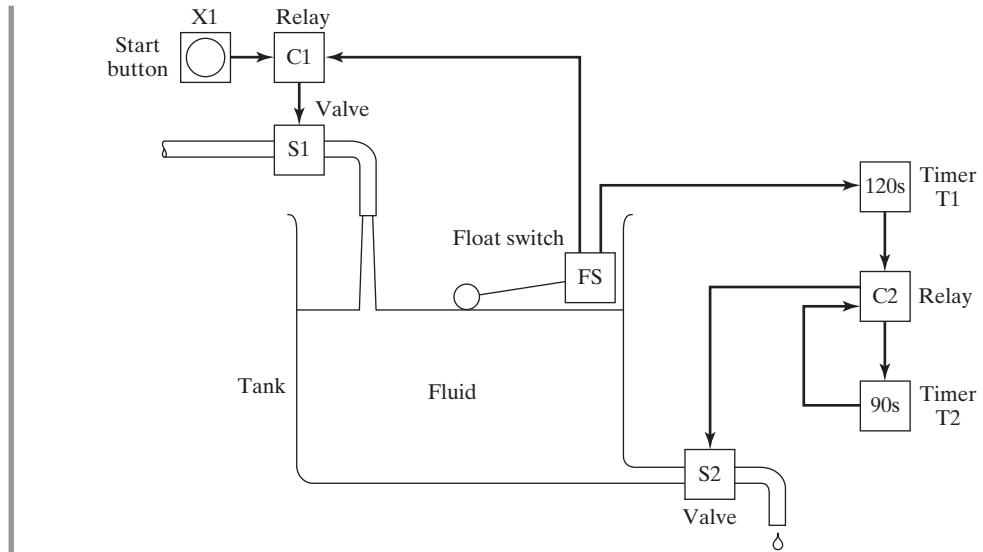 X1
Relay
Start
button
C1
Valve
S1
120s
Timer
T1
Float switch
FS
C2
Relay
Tank
Fluid
90s
Timer
T2
S2
Valve